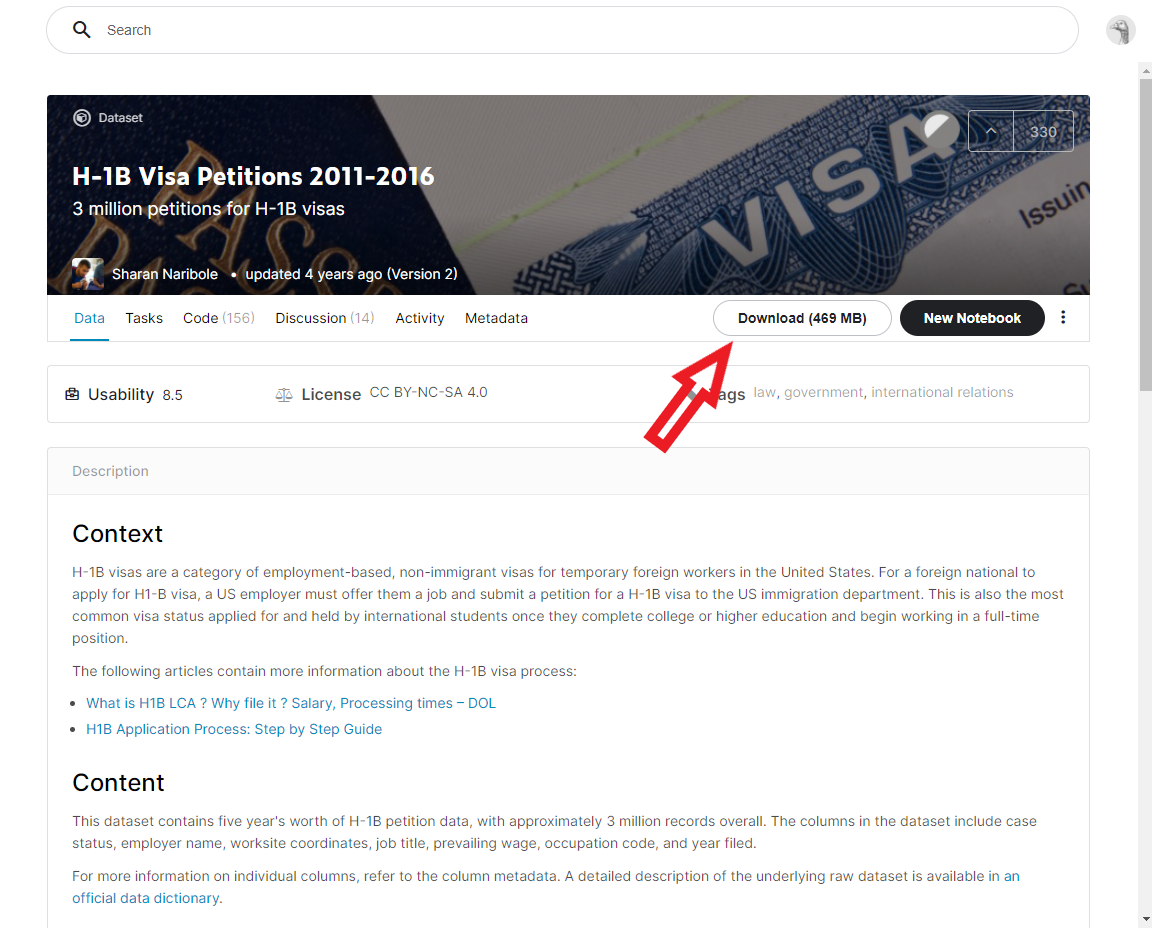 Search
Dataset
330
H-1B Visa Petitions 2011-2016
3 million petitions for H-1B visas
VISA
Issuin
PASS
Sharan Naribole • updated 4 years ago (Version 2)
Data Tasks Code (156) Discussion (14) Activity Metadata Download (469 MB) New Notebook
Usability 8.5 License CC BY-NC-SA 4.0 Tags law, government, international relations
Description
Context
H-1B visas are a category of employment-based, non-immigrant visas for temporary foreign workers in the United States. For a foreign national to
apply for H1-B visa, a US employer must offer them a job and submit a petition for a H-1B visa to the US immigration department. This is also the most
common visa status applied for and held by international students once they complete college or higher education and begin working in a full-time
position.
The following articles contain more information about the H-1B visa process:
• What is H1B LCA ? Why file it ? Salary, Processing times – DOL
• H1B Application Process: Step by Step Guide
Content
This dataset contains five year's worth of H-1B petition data, with approximately 3 million records overall. The columns in the dataset include case
status, employer name, worksite coordinates, job title, prevailing wage, occupation code, and year filed.
For more information on individual columns, refer to the column metadata. A detailed description of the underlying raw dataset is available in an
official data dictionary.